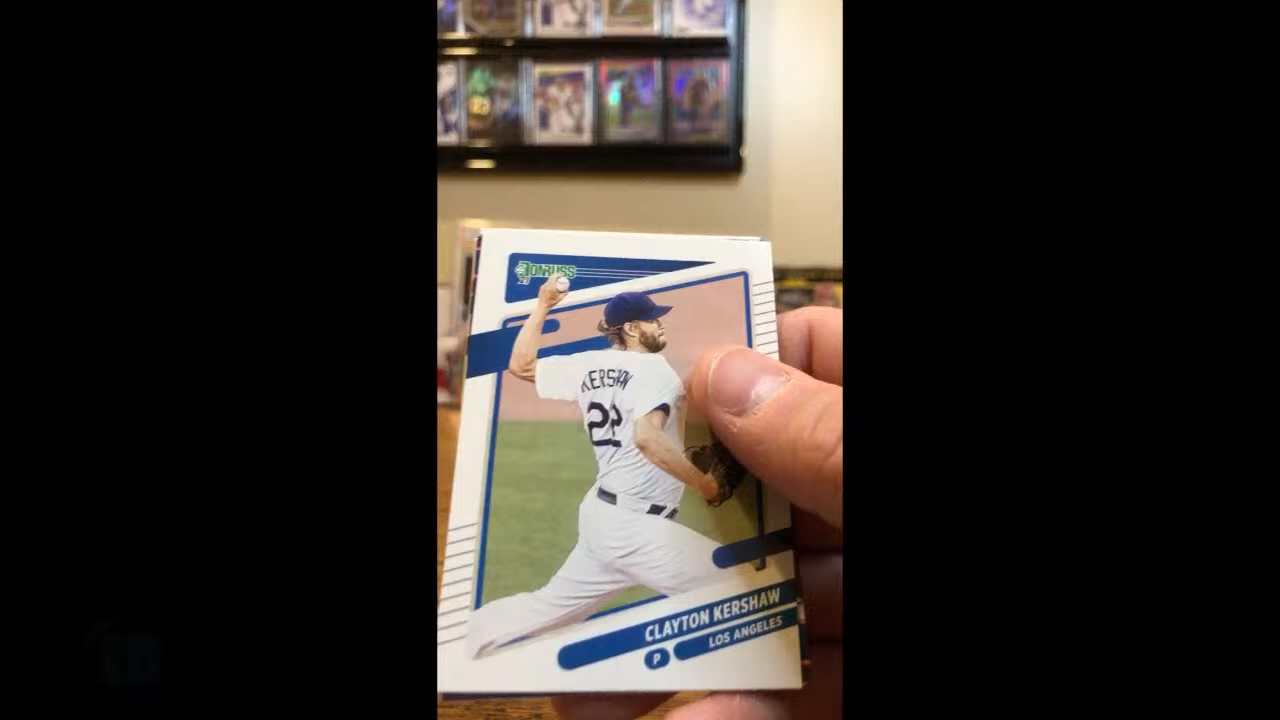 DONRUSS
KERSHAW
22
CLAYTON KERSHAW
P
LOS ANGELES